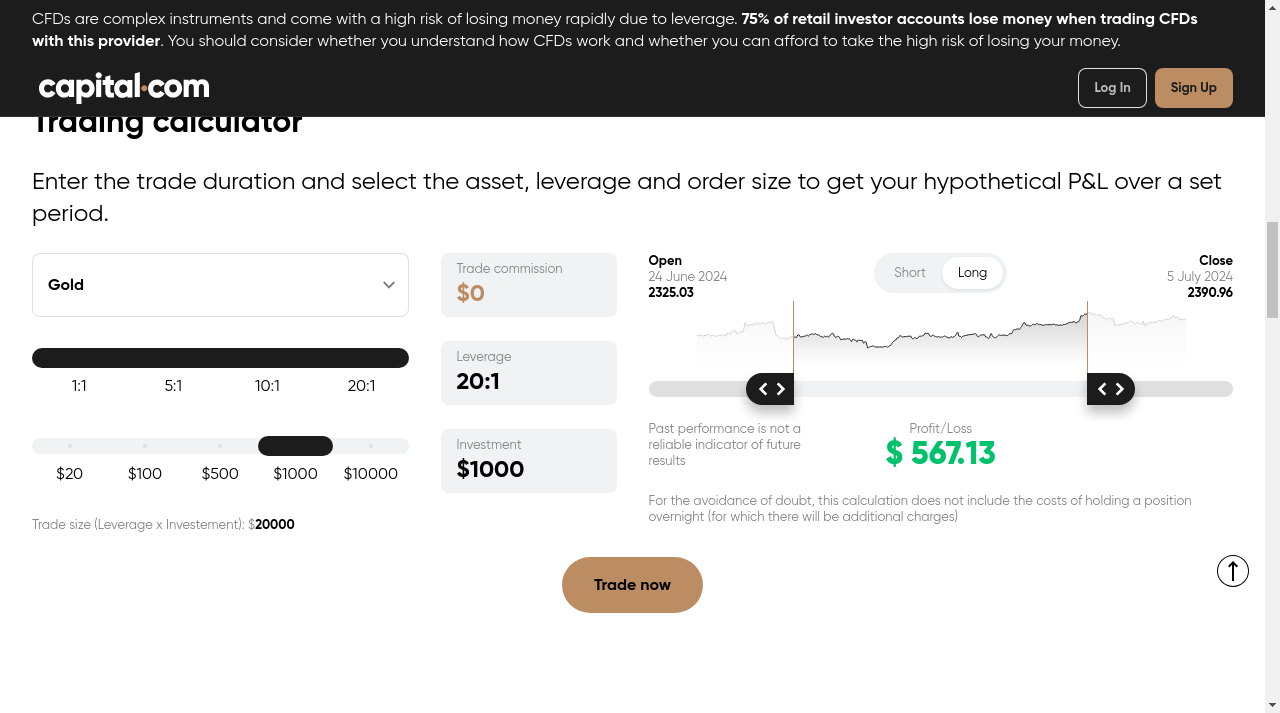 CFDs are complex instruments and come with a high risk of losing money rapidly due to leverage. 75% of retail investor accounts lose money when trading CFDs
with this provider. You should consider whether you understand how CFDs work and whether you can afford to take the high risk of losing your money.
capital.com
Log In
Sign Up
Trading calculator
Enter the trade duration and select the asset, leverage and order size to get your hypothetical P&L over a set
period.
Gold
1:1 5:1 10:1 20:1
$20 $100 $500 $1000 $10000
Trade size (Leverage x Investement): $20000
Trade commission
$0
Leverage
20:1
Investment
$1000
Open
24 June 2024
2325.03
Short Long
Close
5 July 2024
2390.96
Past performance is not a
reliable indicator of future
results
Profit/Loss
$ 567.13
For the avoidance of doubt, this calculation does not include the costs of holding a position
overnight (for which there will be additional charges)
Trade now